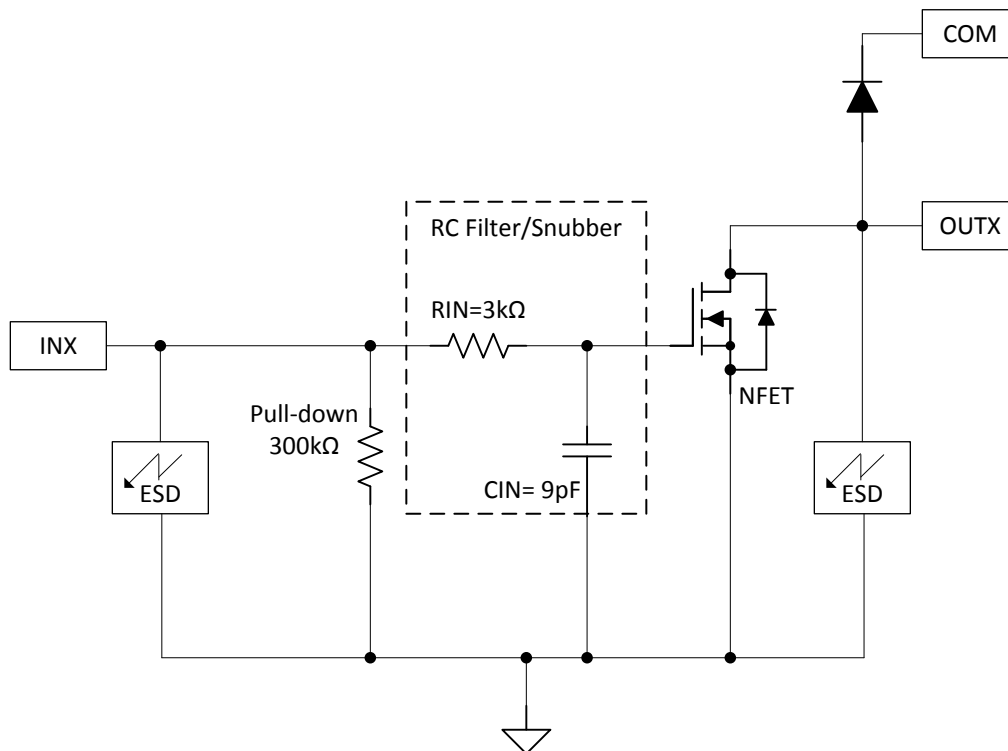 COM
RC Filter/Snubber
OUTX
RIN=3kΩ
INX
NFET
Pull-down
300kΩ
ESD
CIN= 9pF
ESD